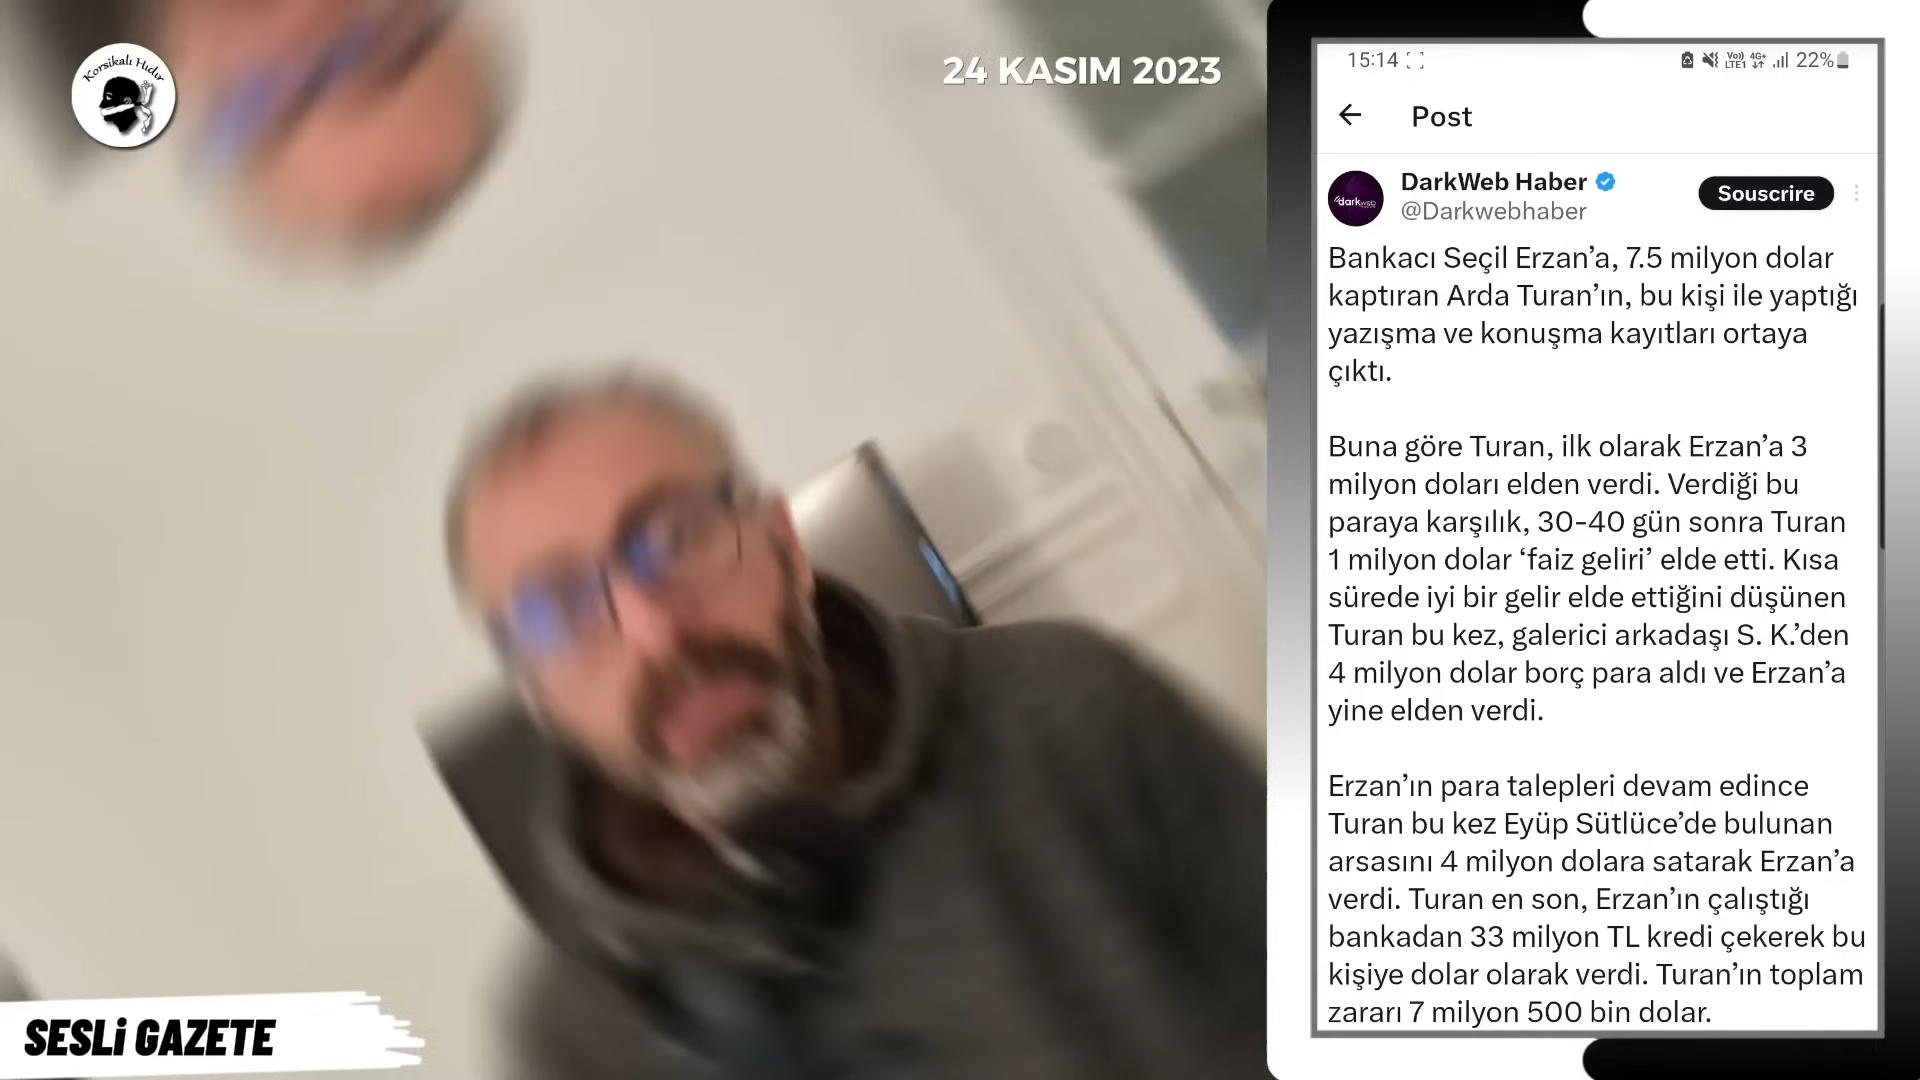 Korsikalı Hıdır
24 KASIM 2023
SESLİ GAZETE
15:14
Vo)) 4G+
LTE1
22%
Post
DarkWeb Haber
@Darkwebhaber
Souscrire
darkweb
Bankacı Seçil Erzan’a, 7.5 milyon dolar
kaptıran Arda Turan’ın, bu kişi ile yaptığı
yazışma ve konuşma kayıtları ortaya
çıktı.
Buna göre Turan, ilk olarak Erzan’a 3
milyon doları elden verdi. Verdiği bu
paraya karşılık, 30-40 gün sonra Turan
1 milyon dolar ‘faiz geliri’ elde etti. Kısa
sürede iyi bir gelir elde ettiğini düşünen
Turan bu kez, galerici arkadaşı S. K.’den
4 milyon dolar borç para aldı ve Erzan’a
yine elden verdi.
Erzan’ın para talepleri devam edince
Turan bu kez Eyüp Sütlüce’de bulunan
arsasını 4 milyon dolara satarak Erzan’a
verdi. Turan en son, Erzan’ın çalıştığı
bankadan 33 milyon TL kredi çekerek bu
kişiye dolar olarak verdi. Turan’ın toplam
zararı 7 milyon 500 bin dolar.